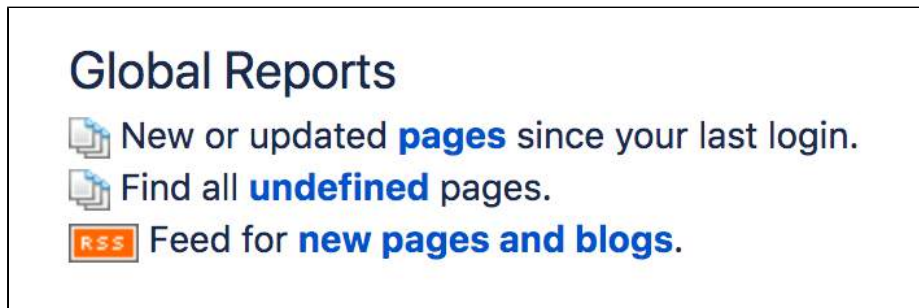 Global Reports
New or updated pages since your last login.
Find all undefined pages.
RSS Feed for new pages and blogs.